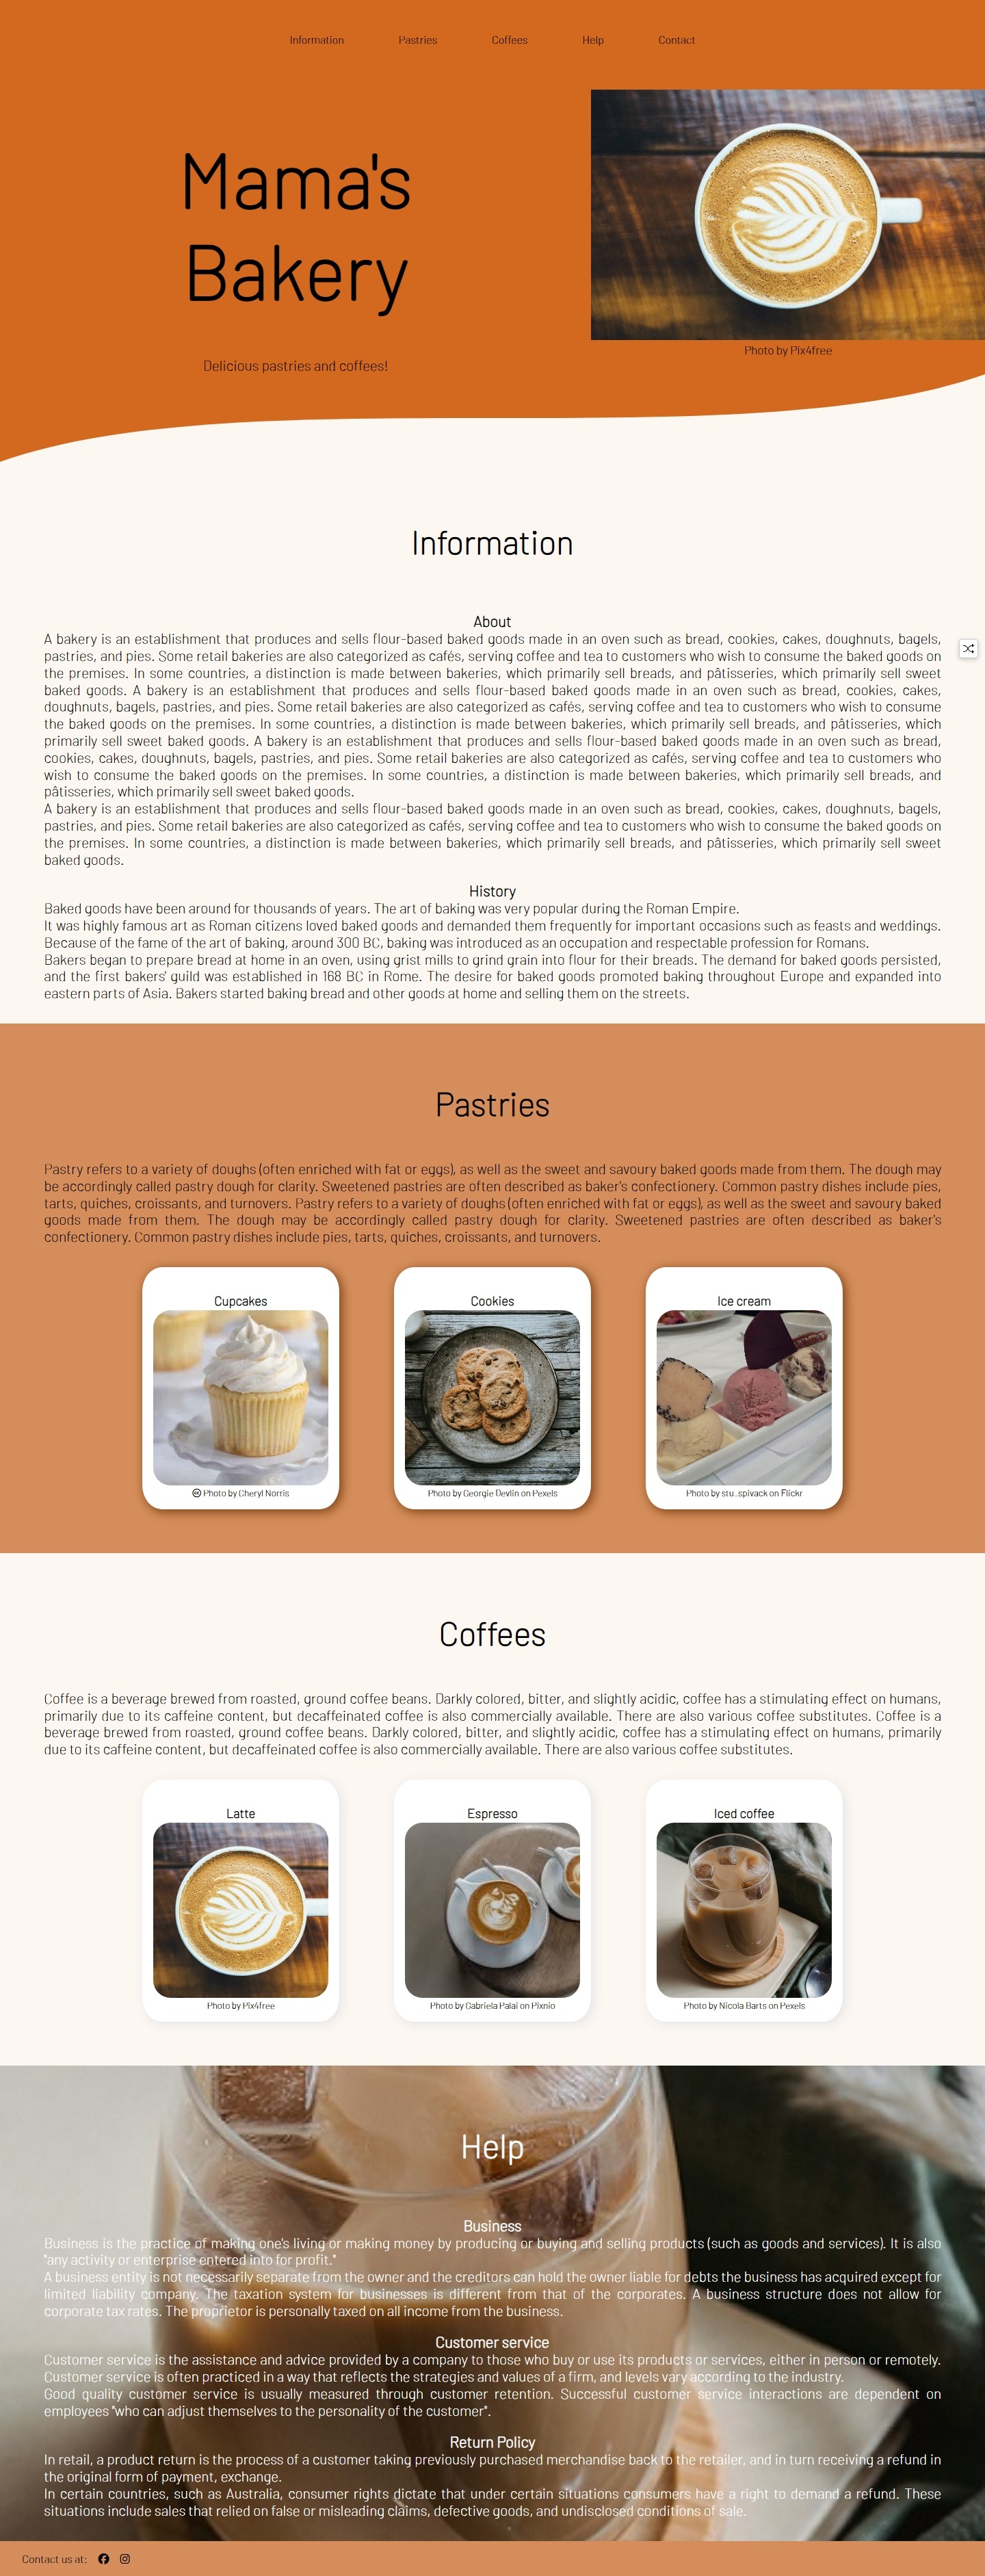 Information Pastries Coffees Help Contact
Mama's
Bakery
Delicious pastries and coffees!
Photo by Pix4free
Information
About
A bakery is an establishment that produces and sells flour-based baked goods made in an oven such as bread, cookies, cakes, doughnuts, bagels,
pastries, and pies. Some retail bakeries are also categorized as cafés, serving coffee and tea to customers who wish to consume the baked goods on
the premises. In some countries, a distinction is made between bakeries, which primarily sell breads, and pâtisseries, which primarily sell sweet
baked goods. A bakery is an establishment that produces and sells flour-based baked goods made in an oven such as bread, cookies, cakes,
doughnuts, bagels, pastries, and pies. Some retail bakeries are also categorized as cafés, serving coffee and tea to customers who wish to consume
the baked goods on the premises. In some countries, a distinction is made between bakeries, which primarily sell breads, and pâtisseries, which
primarily sell sweet baked goods. A bakery is an establishment that produces and sells flour-based baked goods made in an oven such as bread,
cookies, cakes, doughnuts, bagels, pastries, and pies. Some retail bakeries are also categorized as cafés, serving coffee and tea to customers who
wish to consume the baked goods on the premises. In some countries, a distinction is made between bakeries, which primarily sell breads, and
pâtisseries, which primarily sell sweet baked goods.
A bakery is an establishment that produces and sells flour-based baked goods made in an oven such as bread, cookies, cakes, doughnuts, bagels,
pastries, and pies. Some retail bakeries are also categorized as cafés, serving coffee and tea to customers who wish to consume the baked goods on
the premises. In some countries, a distinction is made between bakeries, which primarily sell breads, and pâtisseries, which primarily sell sweet
baked goods.
History
Baked goods have been around for thousands of years. The art of baking was very popular during the Roman Empire.
It was highly famous art as Roman citizens loved baked goods and demanded them frequently for important occasions such as feasts and weddings.
Because of the fame of the art of baking, around 300 BC, baking was introduced as an occupation and respectable profession for Romans.
Bakers began to prepare bread at home in an oven, using grist mills to grind grain into flour for their breads. The demand for baked goods persisted,
and the first bakers' guild was established in 168 BC in Rome. The desire for baked goods promoted baking throughout Europe and expanded into
eastern parts of Asia. Bakers started baking bread and other goods at home and selling them on the streets.
Pastries
Pastry refers to a variety of doughs (often enriched with fat or eggs), as well as the sweet and savoury baked goods made from them. The dough may
be accordingly called pastry dough for clarity. Sweetened pastries are often described as baker's confectionery. Common pastry dishes include pies,
tarts, quiches, croissants, and turnovers. Pastry refers to a variety of doughs (often enriched with fat or eggs), as well as the sweet and savoury baked
goods made from them. The dough may be accordingly called pastry dough for clarity. Sweetened pastries are often described as baker's
confectionery. Common pastry dishes include pies, tarts, quiches, croissants, and turnovers.
Cupcakes
Photo by Cheryl Norris
Cookies
Photo by Georgie Devlin on Pexels
Ice cream
Photo by stu_spivack on Flickr
Coffees
Coffee is a beverage brewed from roasted, ground coffee beans. Darkly colored, bitter, and slightly acidic, coffee has a stimulating effect on humans,
primarily due to its caffeine content, but decaffeinated coffee is also commercially available. There are also various coffee substitutes. Coffee is a
beverage brewed from roasted, ground coffee beans. Darkly colored, bitter, and slightly acidic, coffee has a stimulating effect on humans, primarily
due to its caffeine content, but decaffeinated coffee is also commercially available. There are also various coffee substitutes.
Latte
Photo by Pix4free
Espresso
Photo by Gabriela Palai on Pixnio
Iced coffee
Photo by Nicola Barts on Pexels
Help
Business
Business is the practice of making one's living or making money by producing or buying and selling products (such as goods and services). It is also
"any activity or enterprise entered into for profit."
A business entity is not necessarily separate from the owner and the creditors can hold the owner liable for debts the business has acquired except for
limited liability company. The taxation system for businesses is different from that of the corporates. A business structure does not allow for
corporate tax rates. The proprietor is personally taxed on all income from the business.
Customer service
Customer service is the assistance and advice provided by a company to those who buy or use its products or services, either in person or remotely.
Customer service is often practiced in a way that reflects the strategies and values of a firm, and levels vary according to the industry.
Good quality customer service is usually measured through customer retention. Successful customer service interactions are dependent on
employees "who can adjust themselves to the personality of the customer".
Return Policy
In retail, a product return is the process of a customer taking previously purchased merchandise back to the retailer, and in turn receiving a refund in
the original form of payment, exchange.
In certain countries, such as Australia, consumer rights dictate that under certain situations consumers have a right to demand a refund. These
situations include sales that relied on false or misleading claims, defective goods, and undisclosed conditions of sale.
Contact us at: